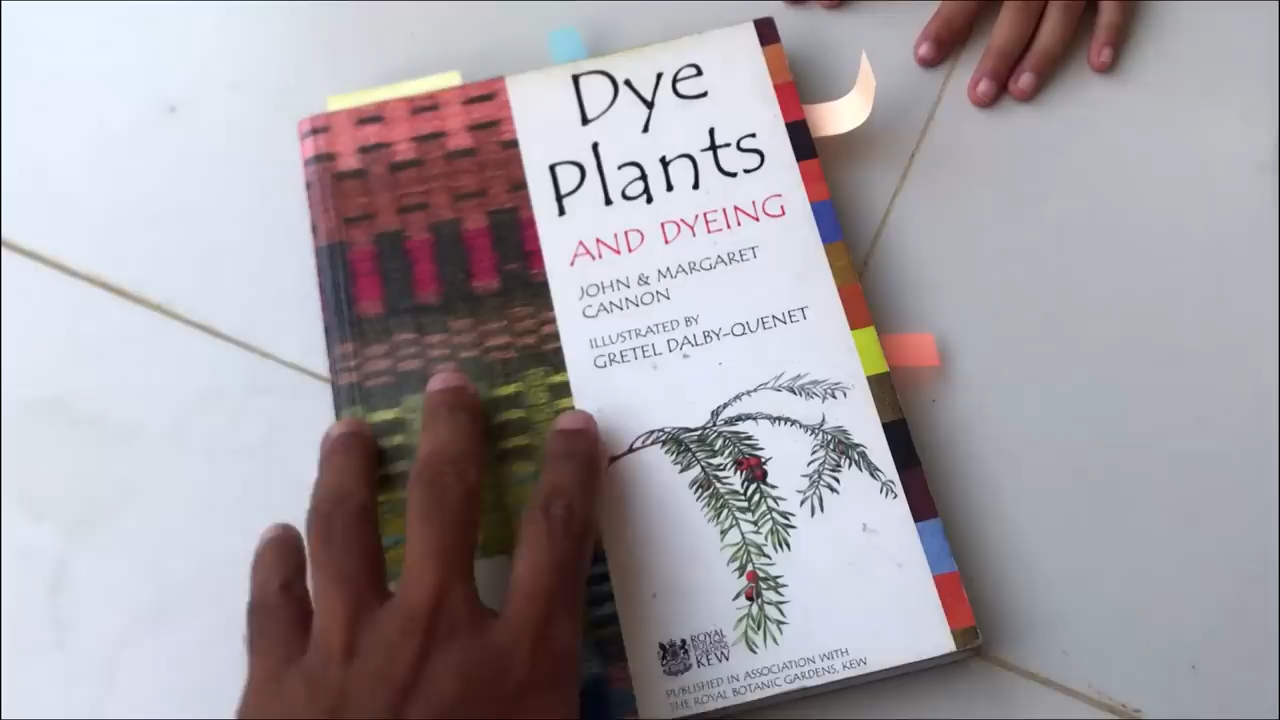 Dye
Plants
AND DYEING
JOHN & MARGARET
CANNON
ILLUSTRATED BY
GRETEL DALBY-QUENET
ROYAL
BOTANIC
GARDENS
KEW
PUBLISHED IN ASSOCIATION WITH
THE ROYAL BOTANIC GARDENS, KEW